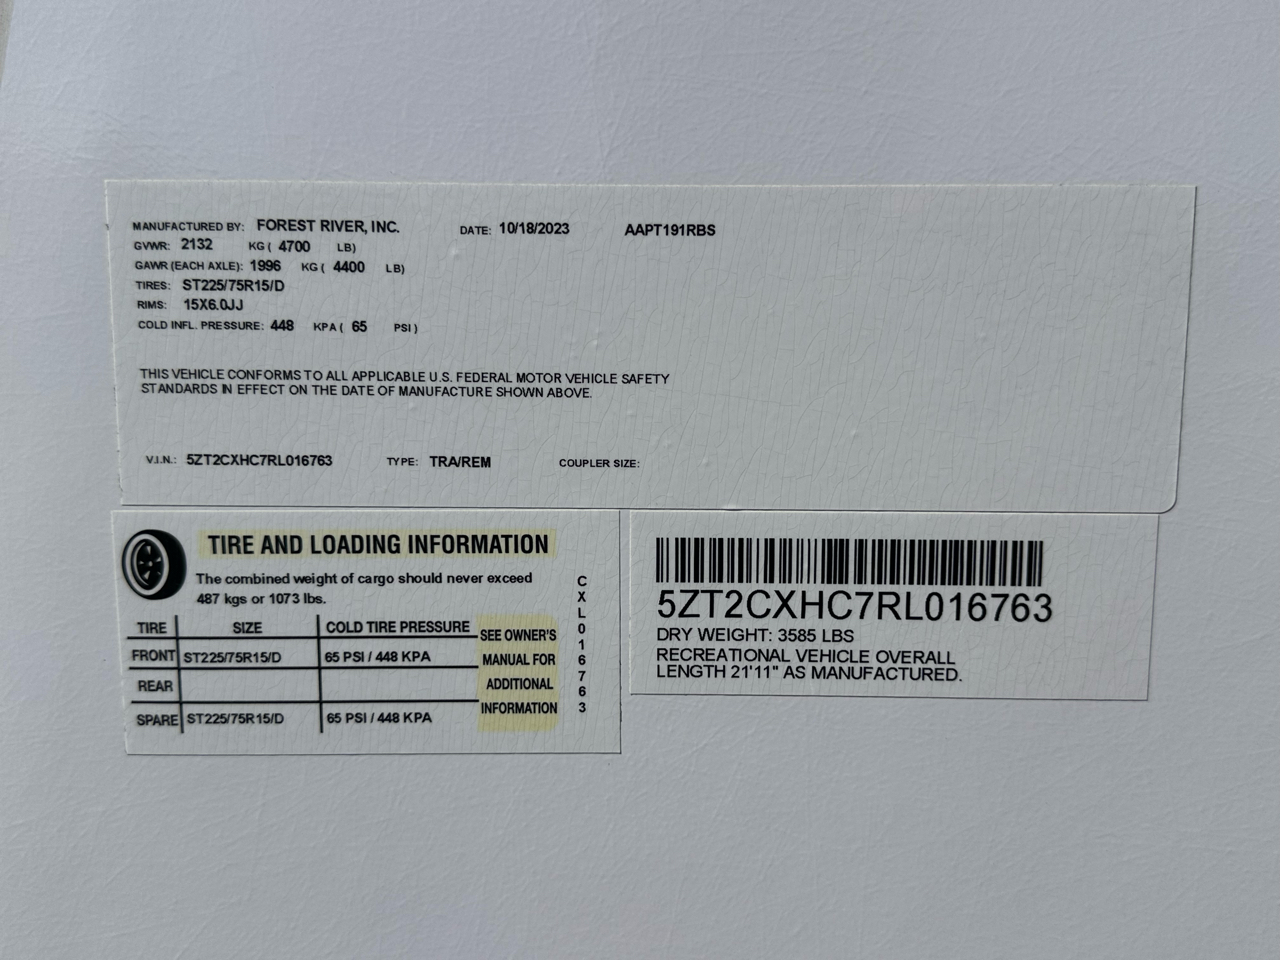 MANUFACTURED BY: FOREST RIVER, INC. DATE: 10/18/2023 AAPT191RBS
GVWR: 2132 KG ( 4700 LB)
GAWR (EACH AXLE): 1996 KG ( 4400 LB)
TIRES: ST225/75R15/D
RIMS: 15X6.0JJ
COLD INFL. PRESSURE: 448 KPA ( 65 PSI )
THIS VEHICLE CONFORMS TO ALL APPLICABLE U.S. FEDERAL MOTOR VEHICLE SAFETY
STANDARDS IN EFFECT ON THE DATE OF MANUFACTURE SHOWN ABOVE.
V.I.N.: 5ZT2CXHC7RL016763 TYPE: TRA/REM COUPLER SIZE:
TIRE AND LOADING INFORMATION
The combined weight of cargo should never exceed
487 kgs or 1073 lbs.
TIRE SIZE COLD TIRE PRESSURE
FRONT ST225/75R15/D 65 PSI / 448 KPA
REAR
SPARE ST225/75R15/D 65 PSI / 448 KPA
SEE OWNER'S
MANUAL FOR
ADDITIONAL
INFORMATION
CXL016763
5ZT2CXHC7RL016763
DRY WEIGHT: 3585 LBS
RECREATIONAL VEHICLE OVERALL
LENGTH 21'11" AS MANUFACTURED.